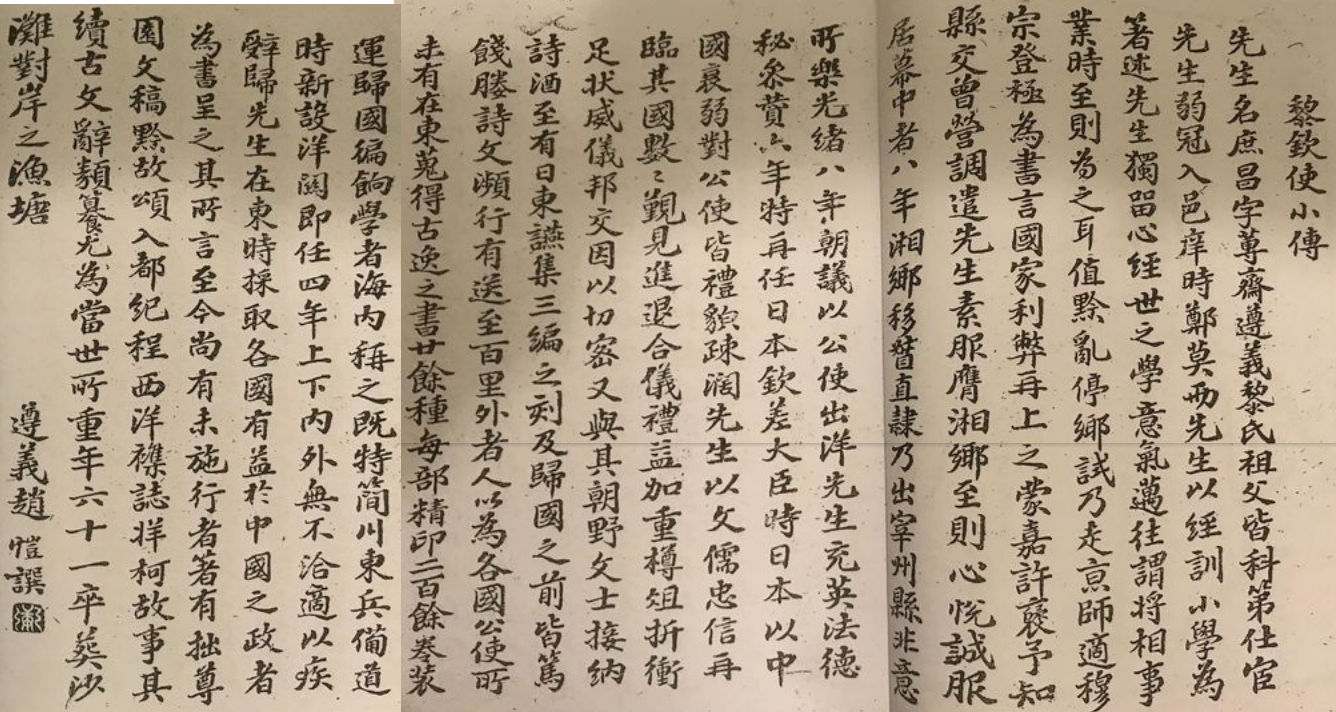 黎欽使小傳
先生名庶昌字蓴齋遵義黎氏祖父皆科第仕宦
先生弱冠入邑庠時鄭莫兩先生以經訓小學為
著述先生獨留心經世之學意氣邁往謂將相事
業時至則為之耳值黔亂停鄉試乃走京師適穆
宗登極為書言國家利弊再上之蒙嘉許褒予知
縣交曾營調遣先生素服膺湘鄉至則心悅誠服
居幕中者八年湘鄉移督直隸乃出宰州縣非意
所樂光緒八年朝議以公使出洋先生充英法德
秘參贊六年特再任日本欽差大臣時日本以中
國衰弱對公使皆禮貌疎濶先生以文儒忠信再
臨其國數〻覲見進退合儀禮益加重樽俎折衝
足狀威儀邦交因以切密又與其朝野文士接納
詩酒至有日東讌集三編之刻及歸國之前皆篤
餞賸詩文瀕行有送至百里外者人以為各國公使所
未有在東蒐得古逸之書廿餘種每部精印二百餘卷裝
運歸國徧餉學者海內稱之既特簡川東兵備道
時新設洋關即任四年上下內外無不洽適以疾
辭歸先生在東時採取各國有益於中國之政者
為書呈之其所言至今尚有未施行者著有拙尊
園文稿黔故頌入都紀程西洋襍誌牂柯故事其
續古文辭類纂尤為當世所重年六十一卒葬沙
灘對岸之漁塘
遵義趙愷譔